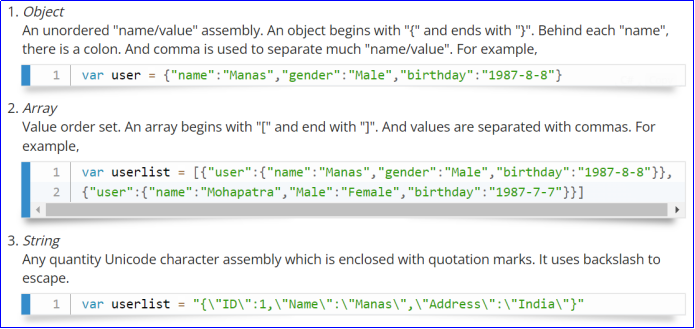 1. Object
An unordered "name/value" assembly. An object begins with "{" and ends with "}". Behind each "name",
there is a colon. And comma is used to separate much "name/value". For example,
1 var user = {"name":"Manas","gender":"Male","birthday":"1987-8-8"}
2. Array
Value order set. An array begins with "[" and end with "]". And values are separated with commas. For
example,
1 var userlist = [{"user":{"name":"Manas","gender":"Male","birthday":"1987-8-8"}},
2 {"user":{"name":"Mohapatra","Male":"Female","birthday":"1987-7-7"}}]
3. String
Any quantity Unicode character assembly which is enclosed with quotation marks. It uses backslash to
escape.
1 var userlist = "{\"ID\":1,\"Name\":\"Manas\",\"Address\":\"India\"}"